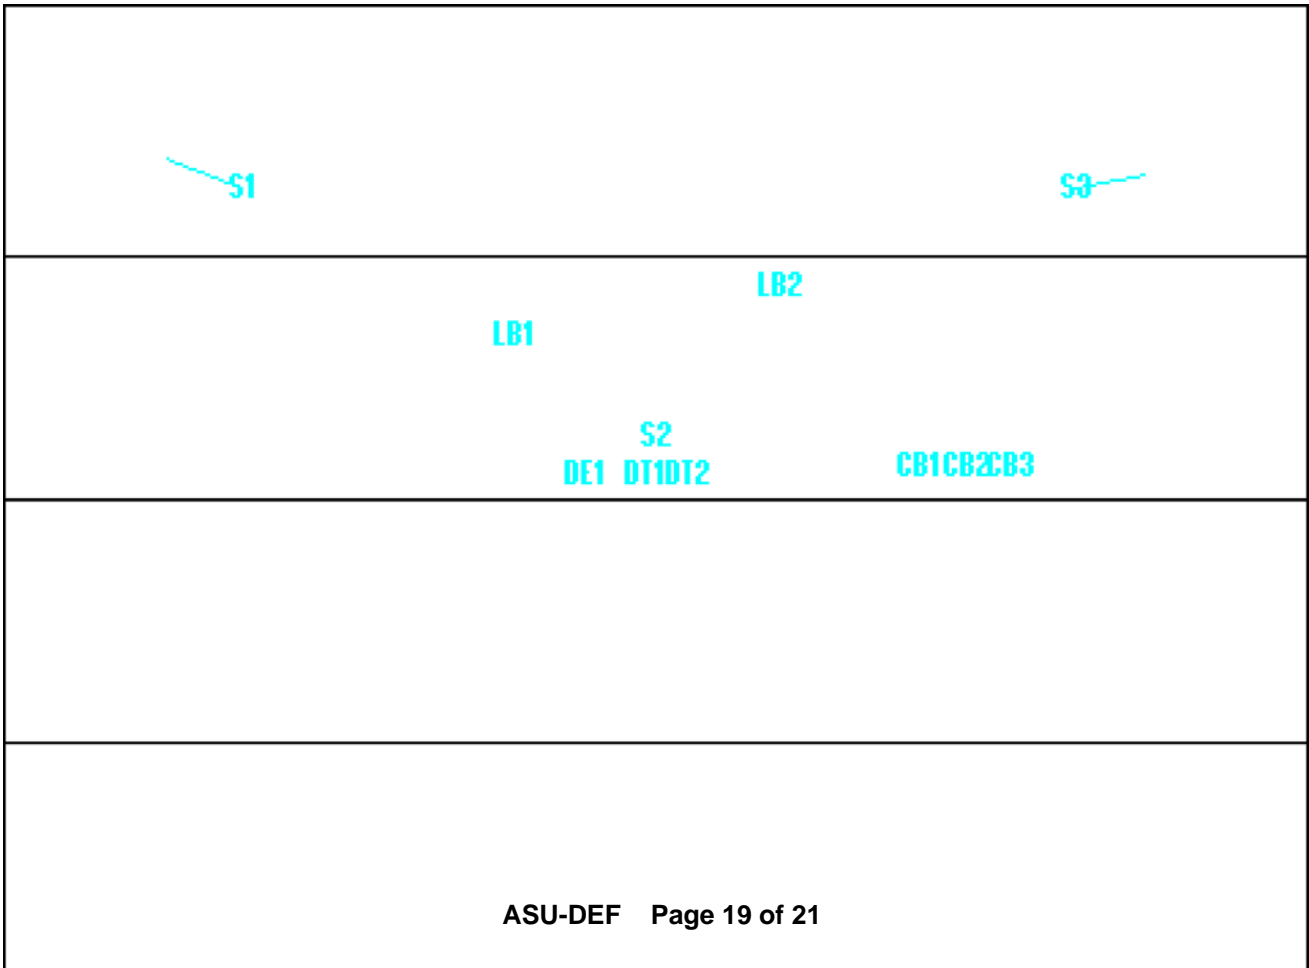 S1 S3
LB2
LB1
S2
DE1 DT1DT2 CB1CB2CB3
ASU-DEF Page 19 of 21